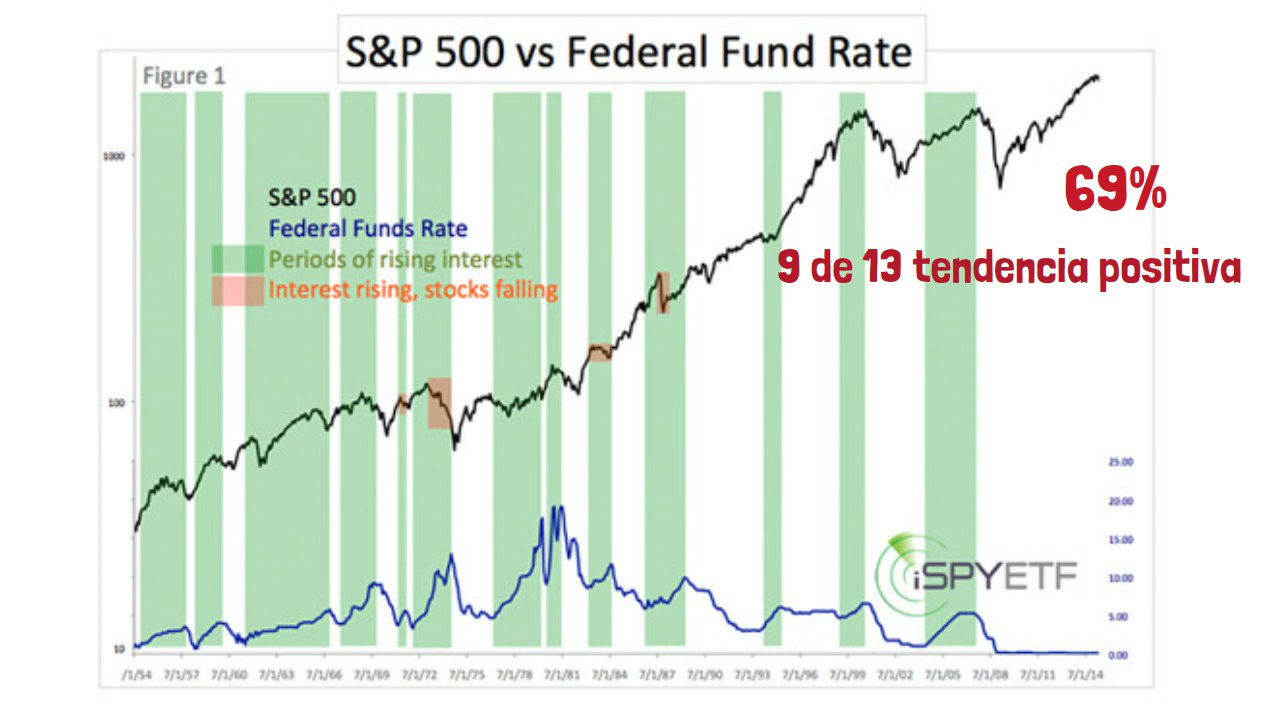 S&P 500 vs Federal Fund Rate
Figure 1
1000
S&P 500
69%
Federal Funds Rate
Periods of rising interest
9 de 13 tendencia positiva
Interest rising, stocks falling
100
25.00
20.00
15.00
iSPYETF
10.00
5.00
10
0.00
/1/54 7/1/57 7/1/60 7/1/63 7/1/66 7/1/69 7/1/72 7/1/75 7/1/78 7/1/81 7/1/84 7/1/87 7/1/90 7/1/93 7/1/96 7/1/99 7/1/02 7/1/05 7/1/08 7/1/11 7/1/14